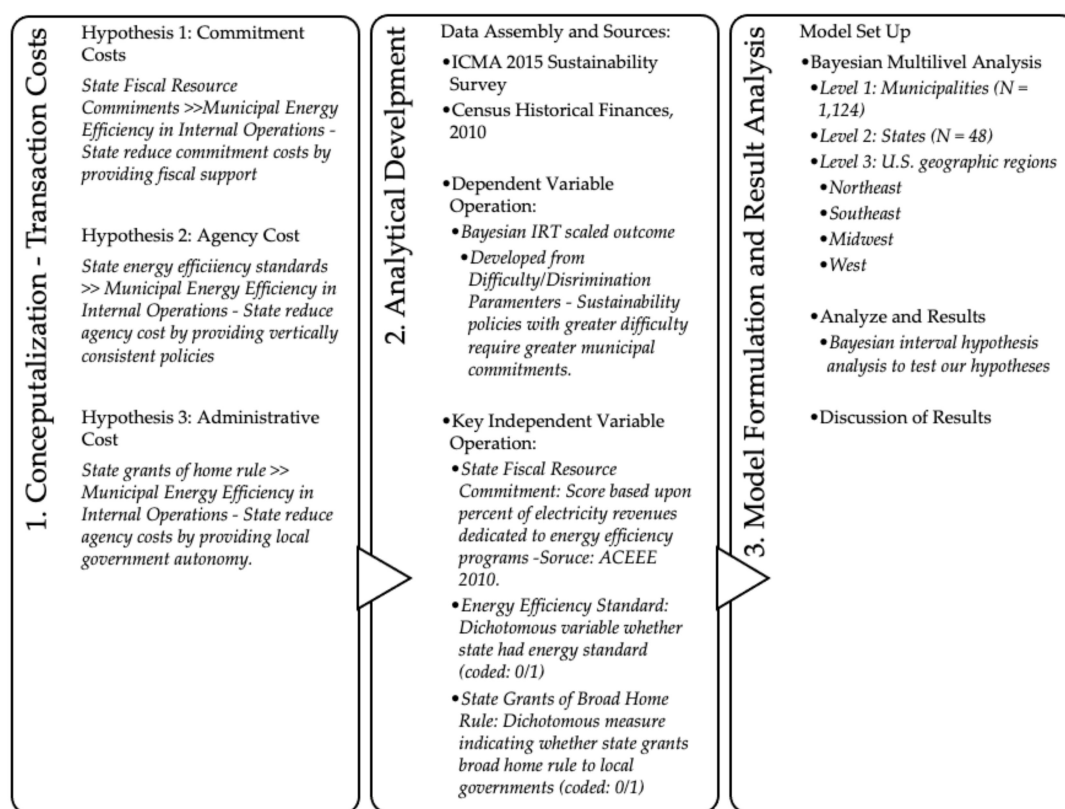 1. Conceputalization - Transaction Costs
Hypothesis 1: Commitment
Costs
State Fiscal Resource
Commiments >>Municipal Energy
Efficiency in Internal Operations -
State reduce commitment costs by
providing fiscal support
Hypothesis 2: Agency Cost
State energy efficiiency standards
>> Municipal Energy Efficiency in
Internal Operations - State reduce
agency cost by providing vertically
consistent policies
Hypothesis 3: Administrative
Cost
State grants of home rule >>
Municipal Energy Efficiency in
Internal Operations - State reduce
agency costs by providing local
government autonomy.
2. Analytical Develpment
Data Assembly and Sources:
•ICMA 2015 Sustainability
Survey
•Census Historical Finances,
2010
•Dependent Variable
Operation:
•Bayesian IRT scaled outcome
•Developed from
Difficulty/Disrimination
Paramenters - Sustainability
policies with greater difficulty
require greater municipal
commitments.
•Key Independent Variable
Operation:
•State Fiscal Resource
Commitment: Score based upon
percent of electricity revenues
dedicated to energy efficiency
programs -Soruce: ACEEE
2010.
•Energy Efficiency Standard:
Dichotomous variable whether
state had energy standard
(coded: 0/1)
•State Grants of Broad Home
Rule: Dichotomous measure
indicating whether state grants
broad home rule to local
governments (coded: 0/1)
3. Model Formulation and Result Analysis
Model Set Up
•Bayesian Multilivel Analysis
•Level 1: Municipalities (N =
1,124)
•Level 2: States (N = 48)
•Level 3: U.S. geographic regions
•Northeast
•Southeast
•Midwest
•West
•Analyze and Results
•Bayesian interval hypothesis
analysis to test our hypotheses
•Discussion of Results